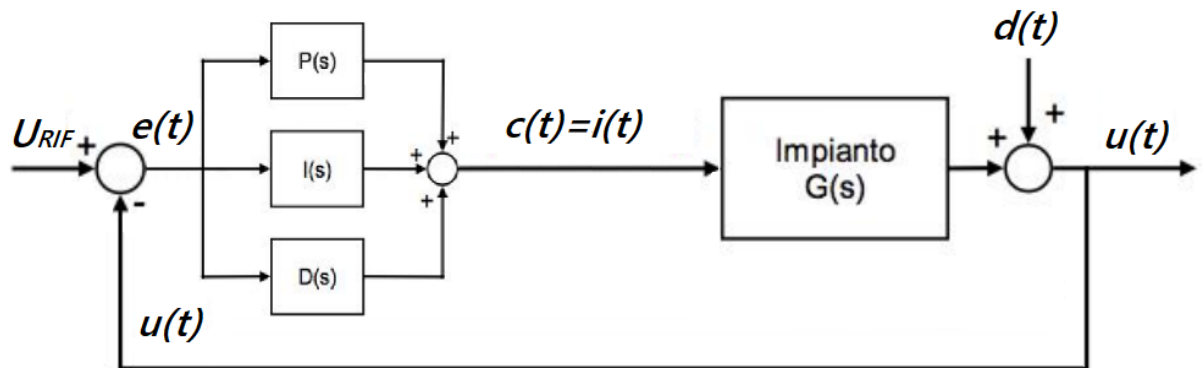 U_RIF
+
-
e(t)
P(s)
I(s)
D(s)
+
+
+
c(t)=i(t)
Impianto
G(s)
d(t)
+
+
u(t)
u(t)